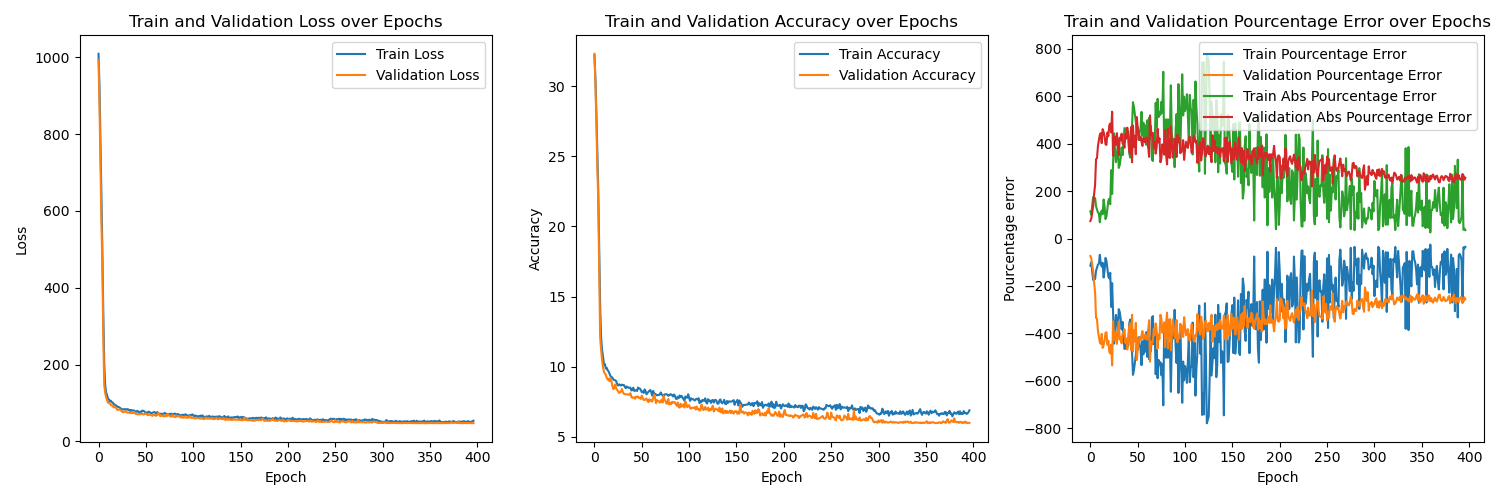 Train and Validation Loss over Epochs
Train Loss
Validation Loss
1000
800
600
400
200
0
Loss
0 50 100 150 200 250 300 350 400
Epoch
Train and Validation Accuracy over Epochs
Train Accuracy
Validation Accuracy
30
25
20
15
10
5
Accuracy
0 50 100 150 200 250 300 350 400
Epoch
Train and Validation Pourcentage Error over Epochs
Train Pourcentage Error
Validation Pourcentage Error
Train Abs Pourcentage Error
Validation Abs Pourcentage Error
800
600
400
200
0
−200
−400
−600
−800
Pourcentage error
0 50 100 150 200 250 300 350 400
Epoch